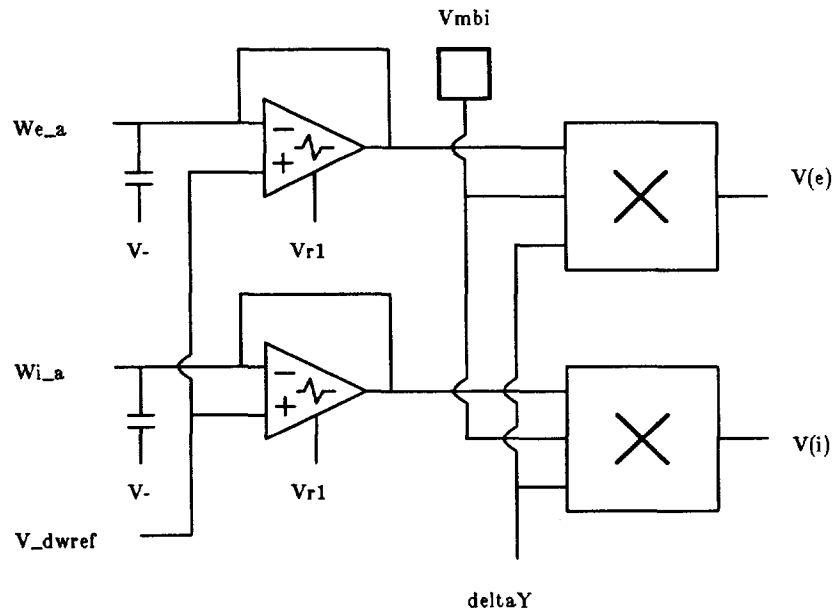 Vmbi
We_a
V(e)
V-
Vr1
Wi_a
V(i)
V-
Vr1
V_dwref
deltaY